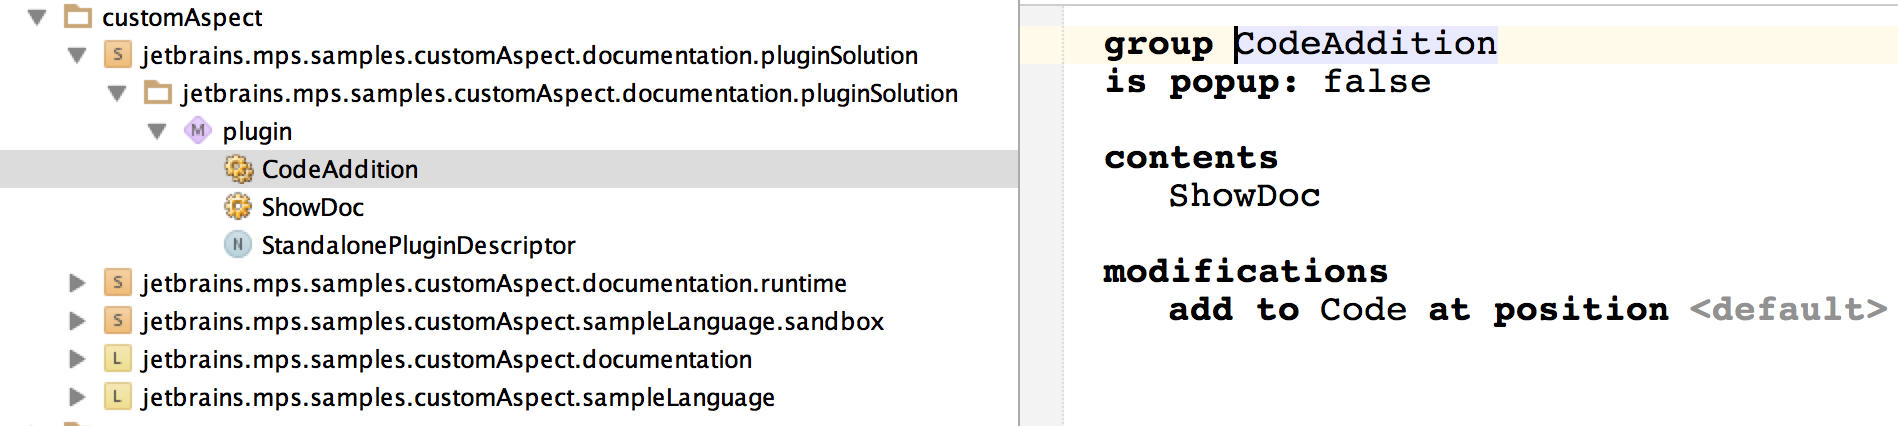 customAspect
S jetbrains.mps.samples.customAspect.documentation.pluginSolution
jetbrains.mps.samples.customAspect.documentation.pluginSolution
M plugin
CodeAddition
ShowDoc
N StandalonePluginDescriptor
S jetbrains.mps.samples.customAspect.documentation.runtime
S jetbrains.mps.samples.customAspect.sampleLanguage.sandbox
L jetbrains.mps.samples.customAspect.documentation
L jetbrains.mps.samples.customAspect.sampleLanguage
group CodeAddition
is popup: false
contents
ShowDoc
modifications
add to Code at position <default>